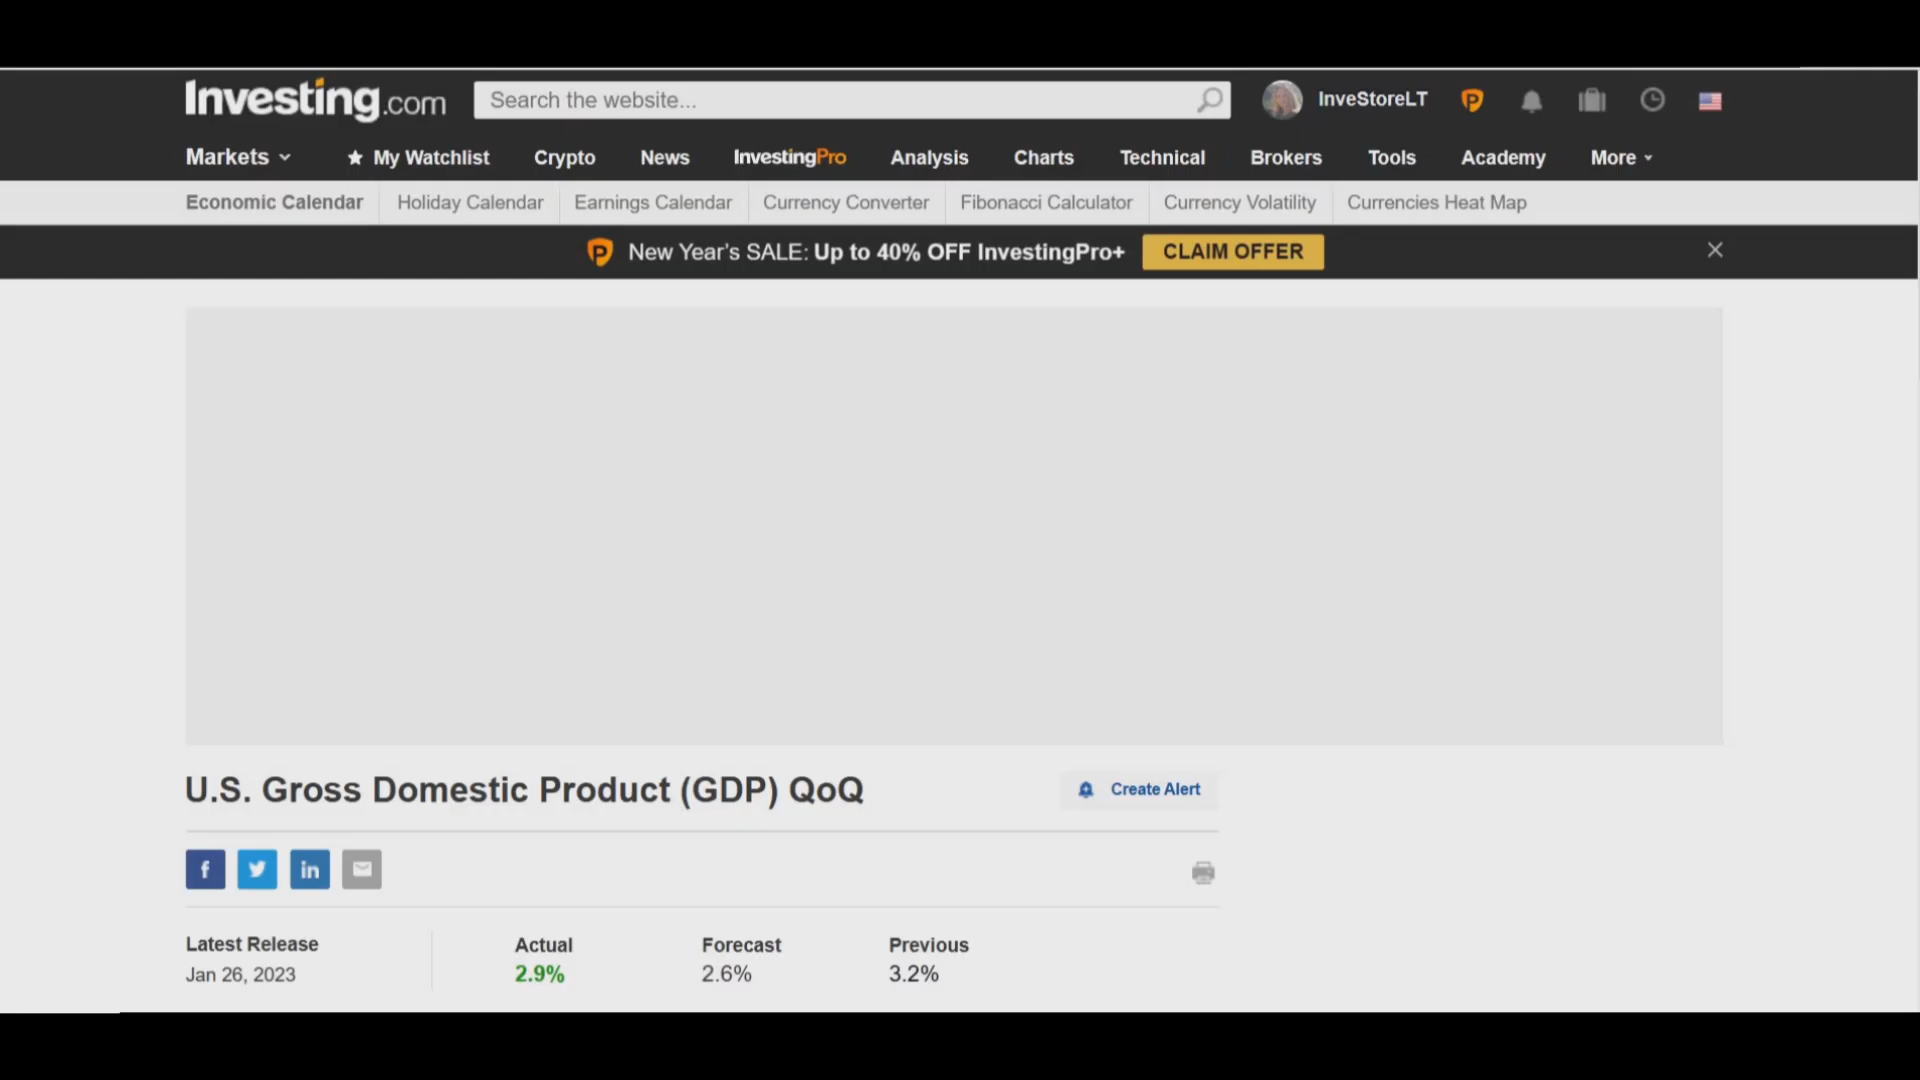 Investing.com
Search the website...
InveStoreLT
Markets
My Watchlist
Crypto
News
InvestingPro
Analysis
Charts
Technical
Brokers
Tools
Academy
More
Economic Calendar
Holiday Calendar
Earnings Calendar
Currency Converter
Fibonacci Calculator
Currency Volatility
Currencies Heat Map
New Year's SALE: Up to 40% OFF InvestingPro+
CLAIM OFFER
U.S. Gross Domestic Product (GDP) QoQ
Create Alert
Latest Release
Jan 26, 2023
Actual
2.9%
Forecast
2.6%
Previous
3.2%